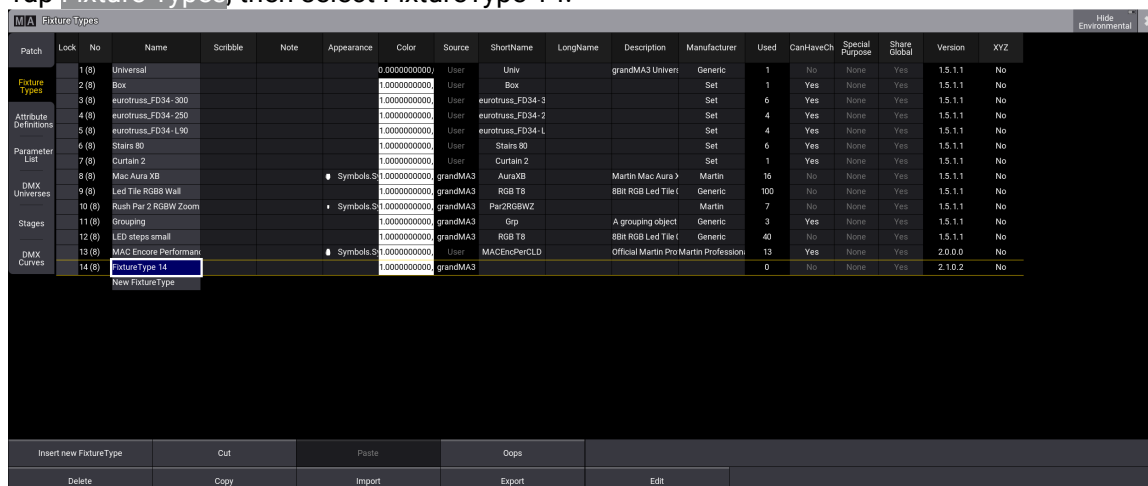 Tap Fixture Types, then select FixtureType 14.
MA Fixture Types Hide Environmental
Patch Lock No Name Scribble Note Appearance Color Source ShortName LongName Description Manufacturer Used CanHaveCh Special Purpose Share Global Version XYZ
1 (8) Universal 0.0000000000, User Univ grandMA3 Univers Generic 1 No None Yes 1.5.1.1 No
Fixture Types 2 (8) Box 1.0000000000, User Box Set 1 Yes None Yes 1.5.1.1 No
3 (8) eurotruss_FD34-300 1.0000000000, User eurotruss_FD34-3 Set 6 Yes None Yes 1.5.1.1 No
Attribute Definitions 4 (8) eurotruss_FD34-250 1.0000000000, User eurotruss_FD34-2 Set 4 Yes None Yes 1.5.1.1 No
5 (8) eurotruss_FD34-L90 1.0000000000, User eurotruss_FD34-L Set 4 Yes None Yes 1.5.1.1 No
Parameter List 6 (8) Stairs 80 1.0000000000, User Stairs 80 Set 6 Yes None Yes 1.5.1.1 No
7 (8) Curtain 2 1.0000000000, User Curtain 2 Set 1 Yes None Yes 1.5.1.1 No
8 (8) Mac Aura XB Symbols.S 1.0000000000, grandMA3 AuraXB Martin Mac Aura X Martin 16 No None Yes 1.5.1.1 No
DMX Universes 9 (8) Led Tile RGB8 Wall 1.0000000000, grandMA3 RGB T8 8Bit RGB Led Tile ( Generic 100 No None Yes 1.5.1.1 No
10 (8) Rush Par 2 RGBW Zoom Symbols.S 1.0000000000, grandMA3 Par2RGBWZ Martin 7 No None Yes 1.5.1.1 No
Stages 11 (8) Grouping 1.0000000000, grandMA3 Grp A grouping object Generic 3 Yes None Yes 1.5.1.1 No
12 (8) LED steps small 1.0000000000, grandMA3 RGB T8 8Bit RGB Led Tile ( Generic 40 No None Yes 1.5.1.1 No
DMX Curves 13 (8) MAC Encore Performan Symbols.S 1.0000000000, User MACEncPerCLD Official Martin Pro Martin Profession 13 Yes None Yes 2.0.0.0 No
14 (8) FixtureType 14 1.0000000000, grandMA3 0 No None Yes 2.1.0.2 No
New FixtureType
Insert new FixtureType Cut Paste Oops
Delete Copy Import Export Edit